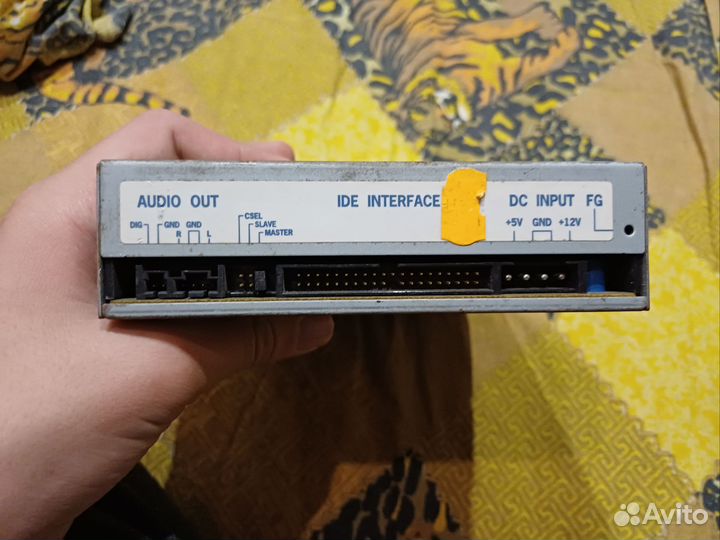 AUDIO OUT IDE INTERFACE DC INPUT FG
DIG GND GND +5V GND +12V
R L
CSEL
SLAVE
MASTER
Avito